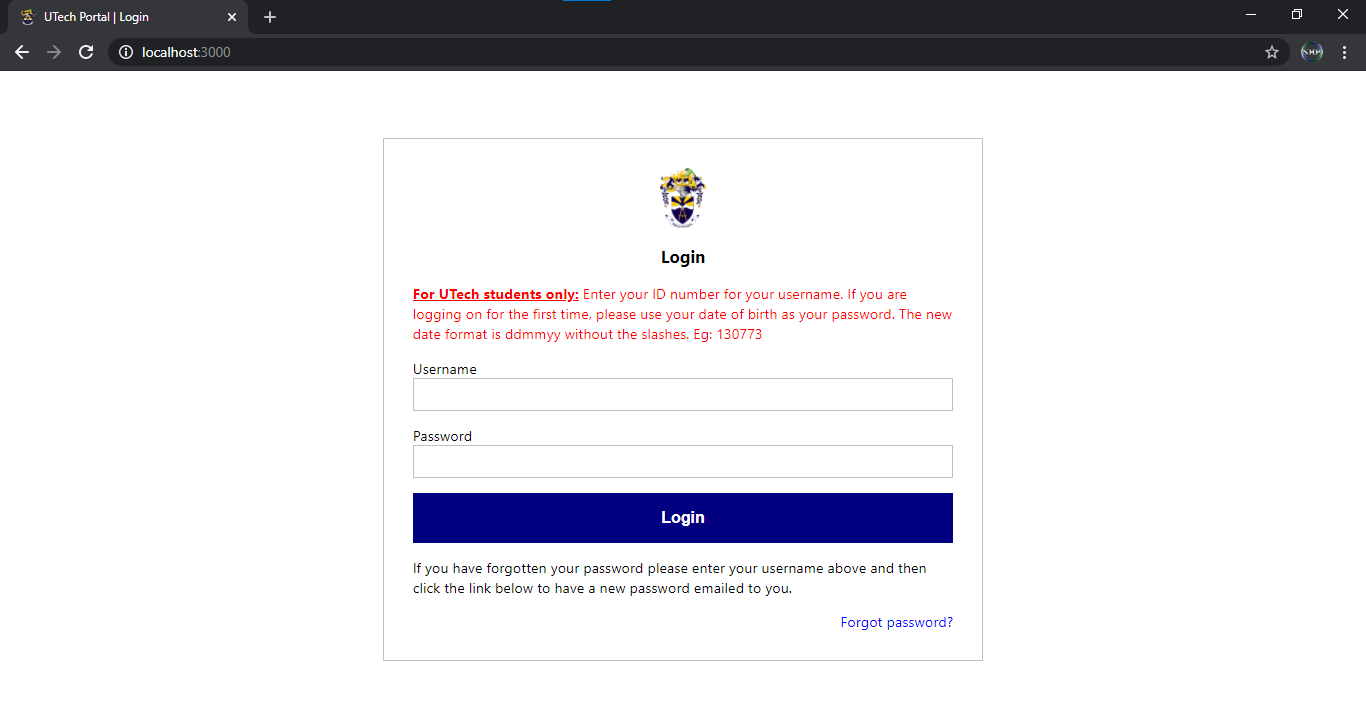 UTech Portal | Login
localhost:3000
Login
For UTech students only: Enter your ID number for your username. If you are
logging on for the first time, please use your date of birth as your password. The new
date format is ddmmyy without the slashes. Eg: 130773
Username
Password
Login
If you have forgotten your password please enter your username above and then
click the link below to have a new password emailed to you.
Forgot password?